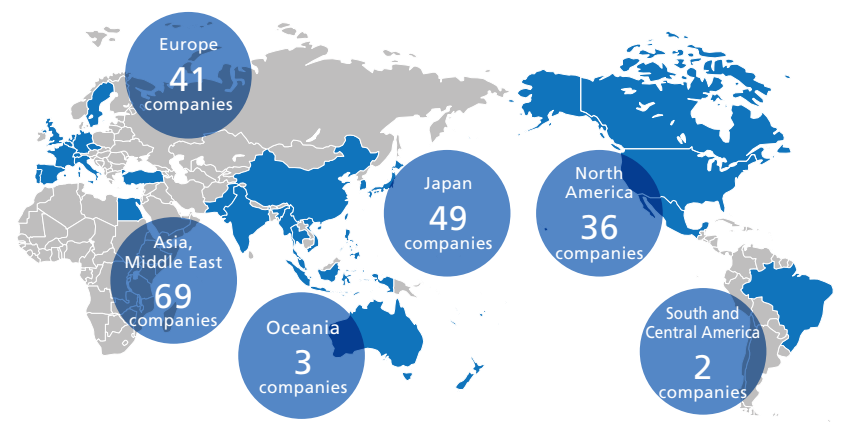 Europe
41
companies
Japan
49
companies
North
America
36
companies
Asia,
Middle East
69
companies
Oceania
3
companies
South and
Central America
2
companies